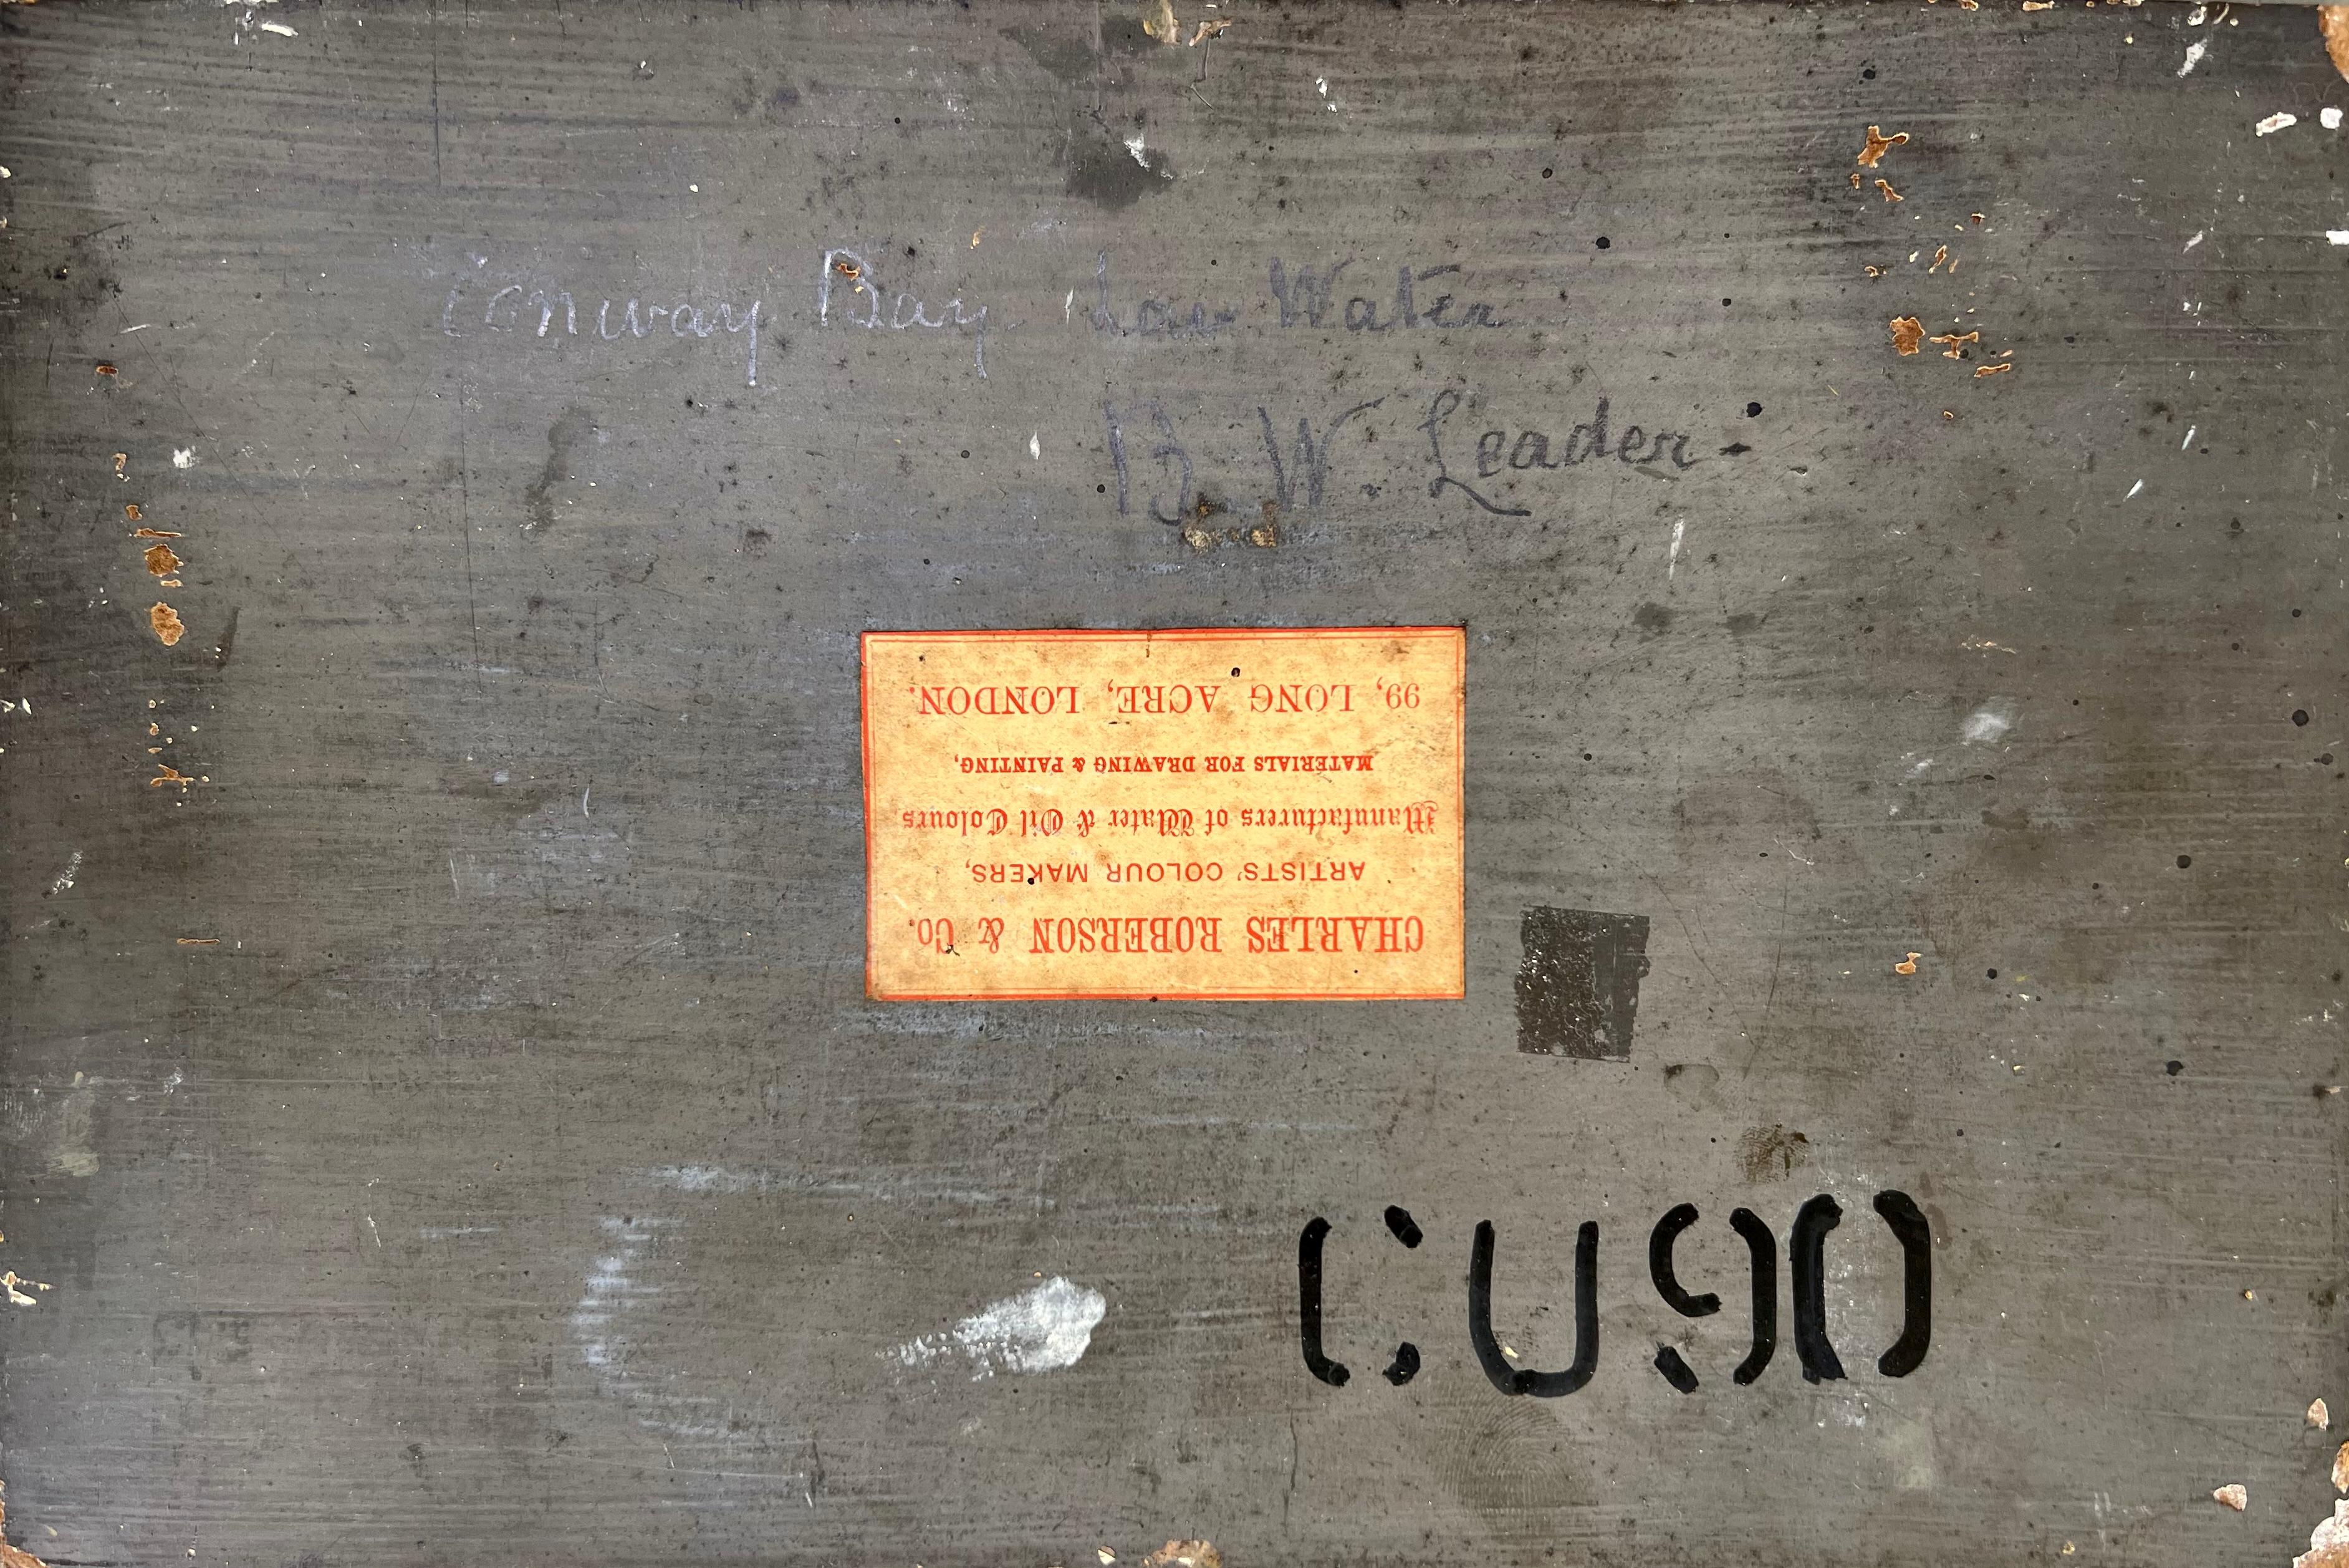 Conway Bay Low Water
B. W. Leader
CHARLES ROBERSON & Co.
ARTISTS' COLOUR MAKERS,
Manufacturers of Water & Oil Colours
MATERIALS FOR DRAWING & PAINTING,
99, LONG ACRE, LONDON.
CU90